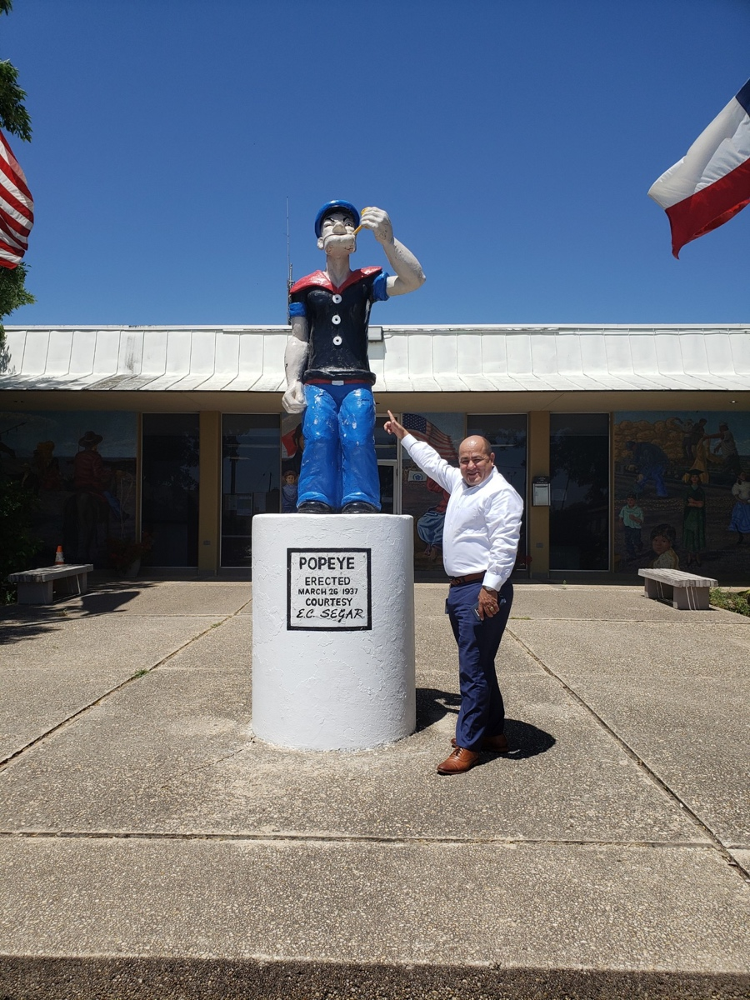 POPEYE
ERECTED
MARCH 26 1937
COURTESY
E.C. SEGAR